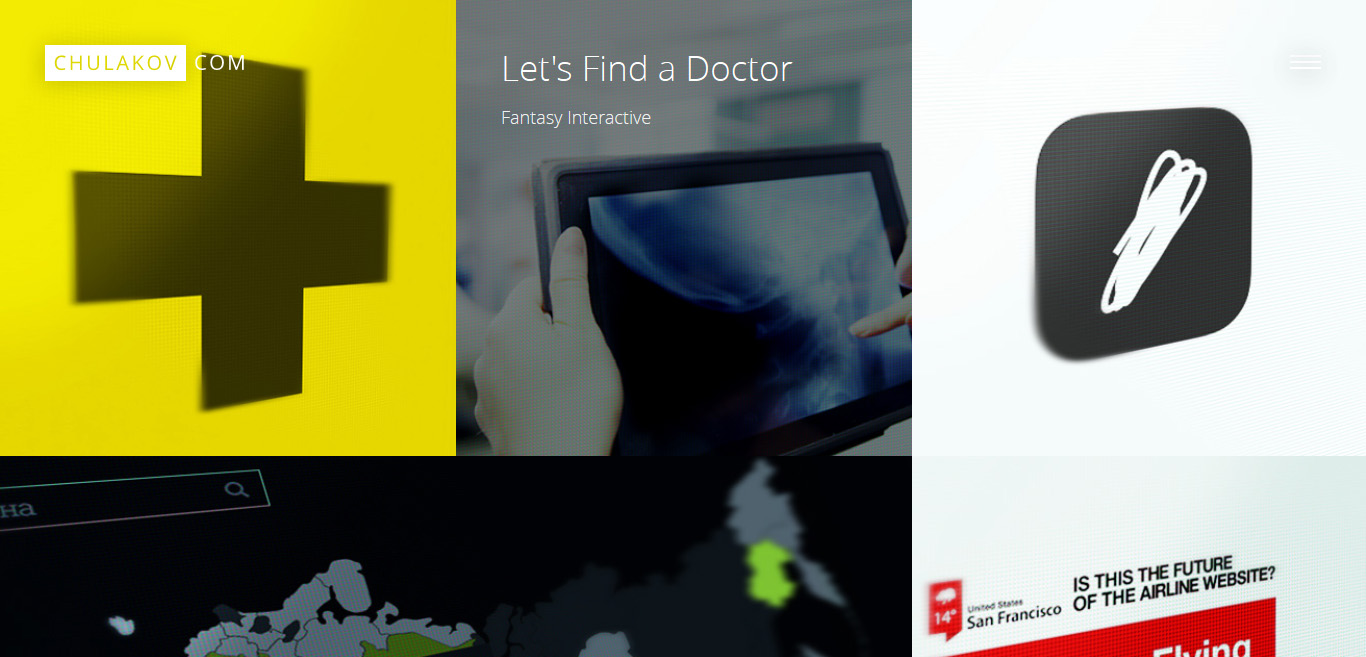 CHULAKOV COM
Let's Find a Doctor
Fantasy Interactive
на
IS THIS THE FUTURE
OF THE AIRLINE WEBSITE?
14°
United States
San Francisco
Flying